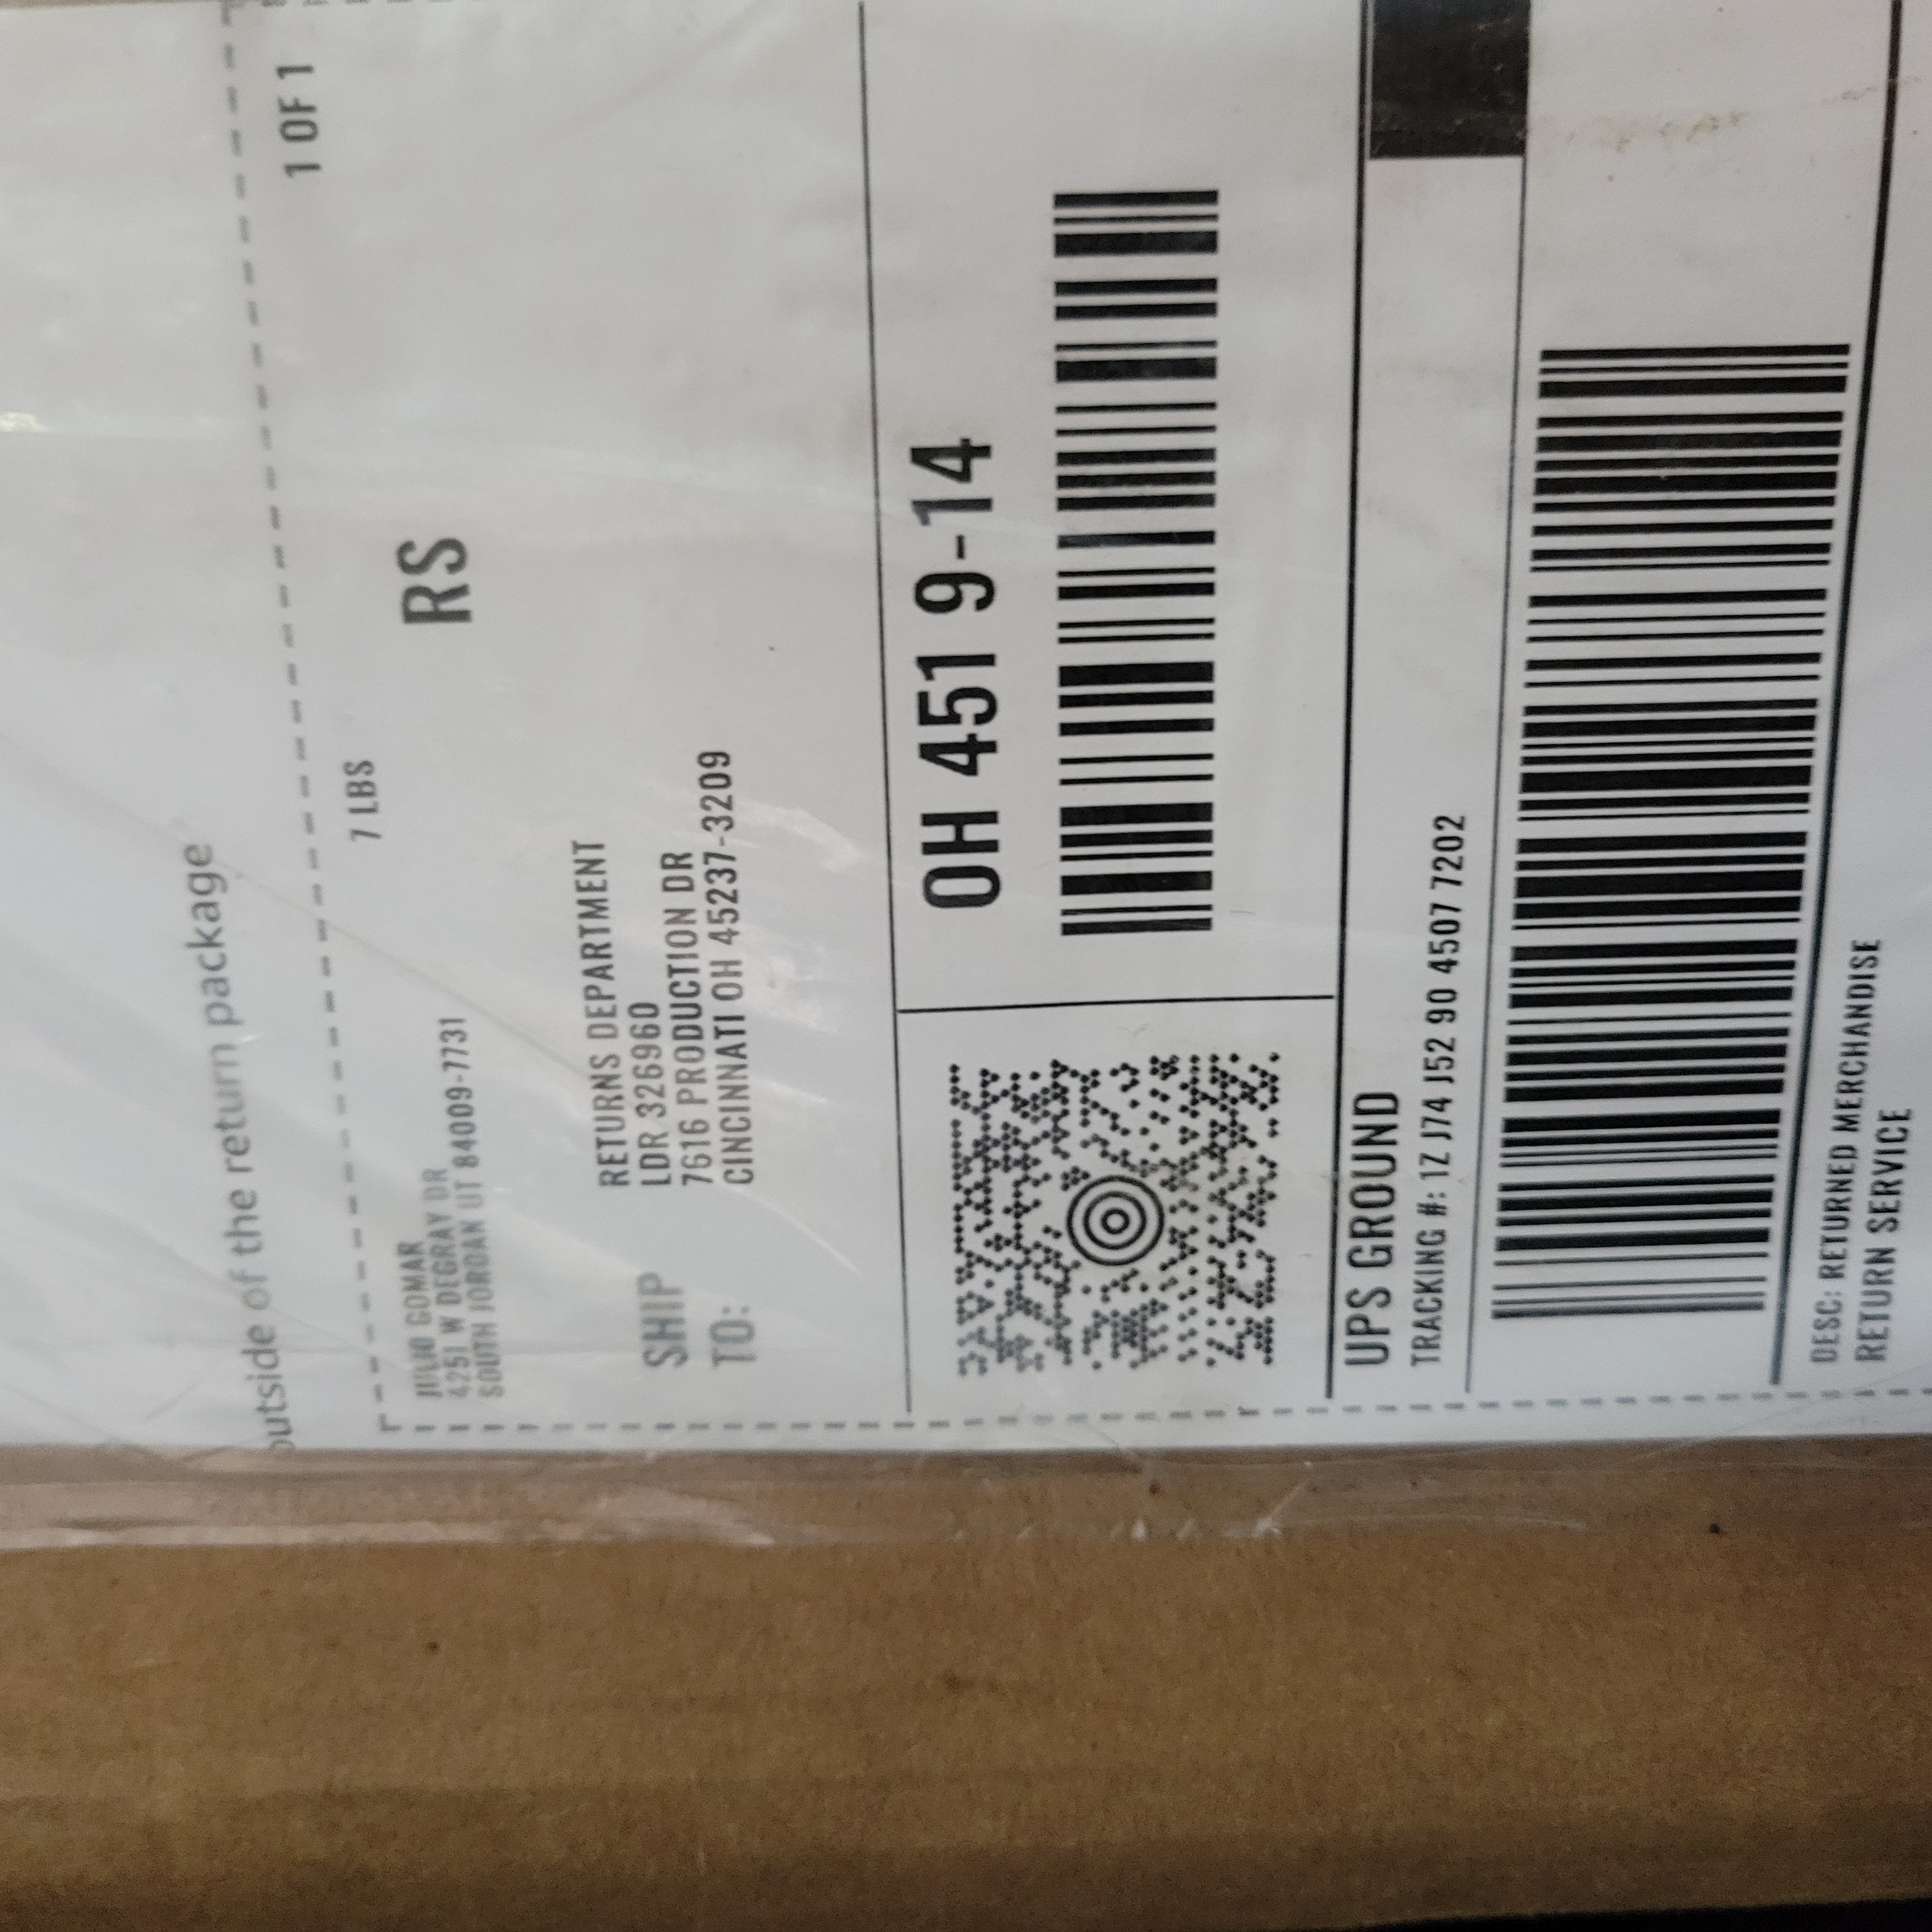 outside of the return package
1 OF 1
7 LBS
JULIO GOMAR
4251 W DEGRAY DR
SOUTH JORDAN UT 84009-7731
RS
SHIP
TO:
RETURNS DEPARTMENT
LDR 326960
7616 PRODUCTION DR
CINCINNATI OH 45237-3209
OH 451 9-14
UPS GROUND
TRACKING #: 1Z J74 J52 90 4507 7202
DESC: RETURNED MERCHANDISE
RETURN SERVICE